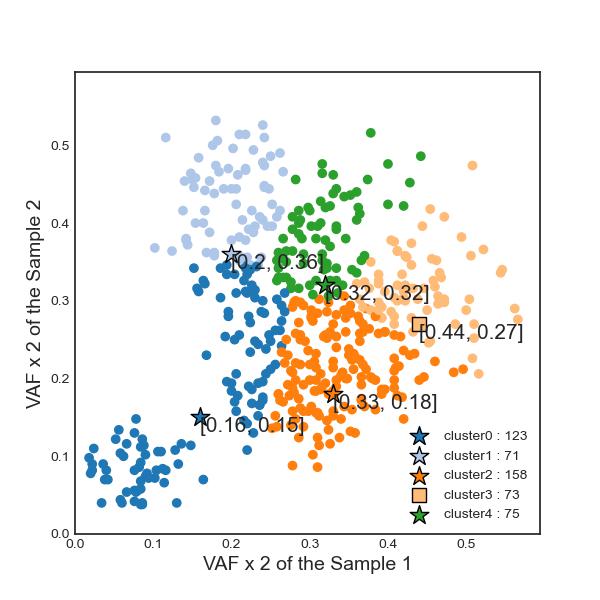 VAF x 2 of the Sample 2
0.5
0.4
0.3
0.2
0.1
0.0
[0.2, 0.36]
[0.32, 0.32]
[0.44, 0.27]
[0.33, 0.18]
[0.16, 0.15]
cluster0 : 123
cluster1 : 71
cluster2 : 158
cluster3 : 73
cluster4 : 75
0.0 0.1 0.2 0.3 0.4 0.5
VAF x 2 of the Sample 1